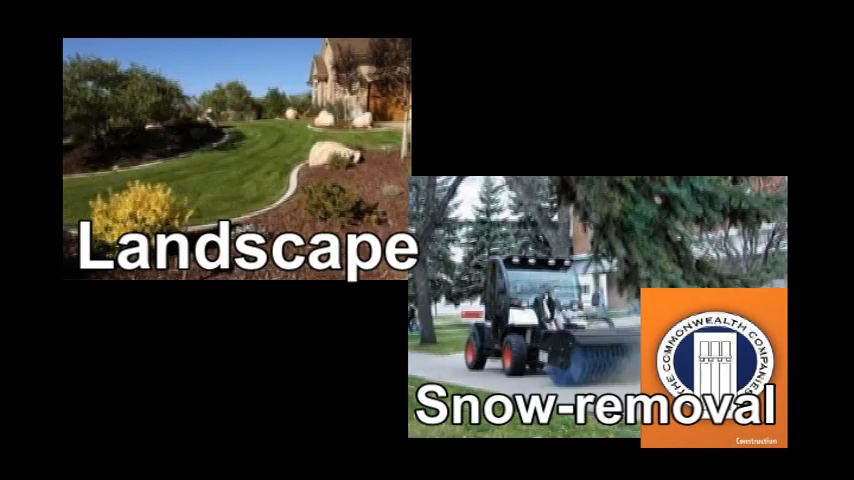 Landscape
THE COMMONWEALTH COMPANIES
Snow-removal
Construction